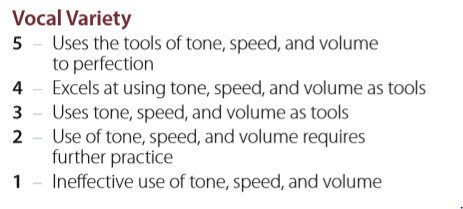 Vocal Variety
5 – Uses the tools of tone, speed, and volume
to perfection
4 – Excels at using tone, speed, and volume as tools
3 – Uses tone, speed, and volume as tools
2 – Use of tone, speed, and volume requires
further practice
1 – Ineffective use of tone, speed, and volume